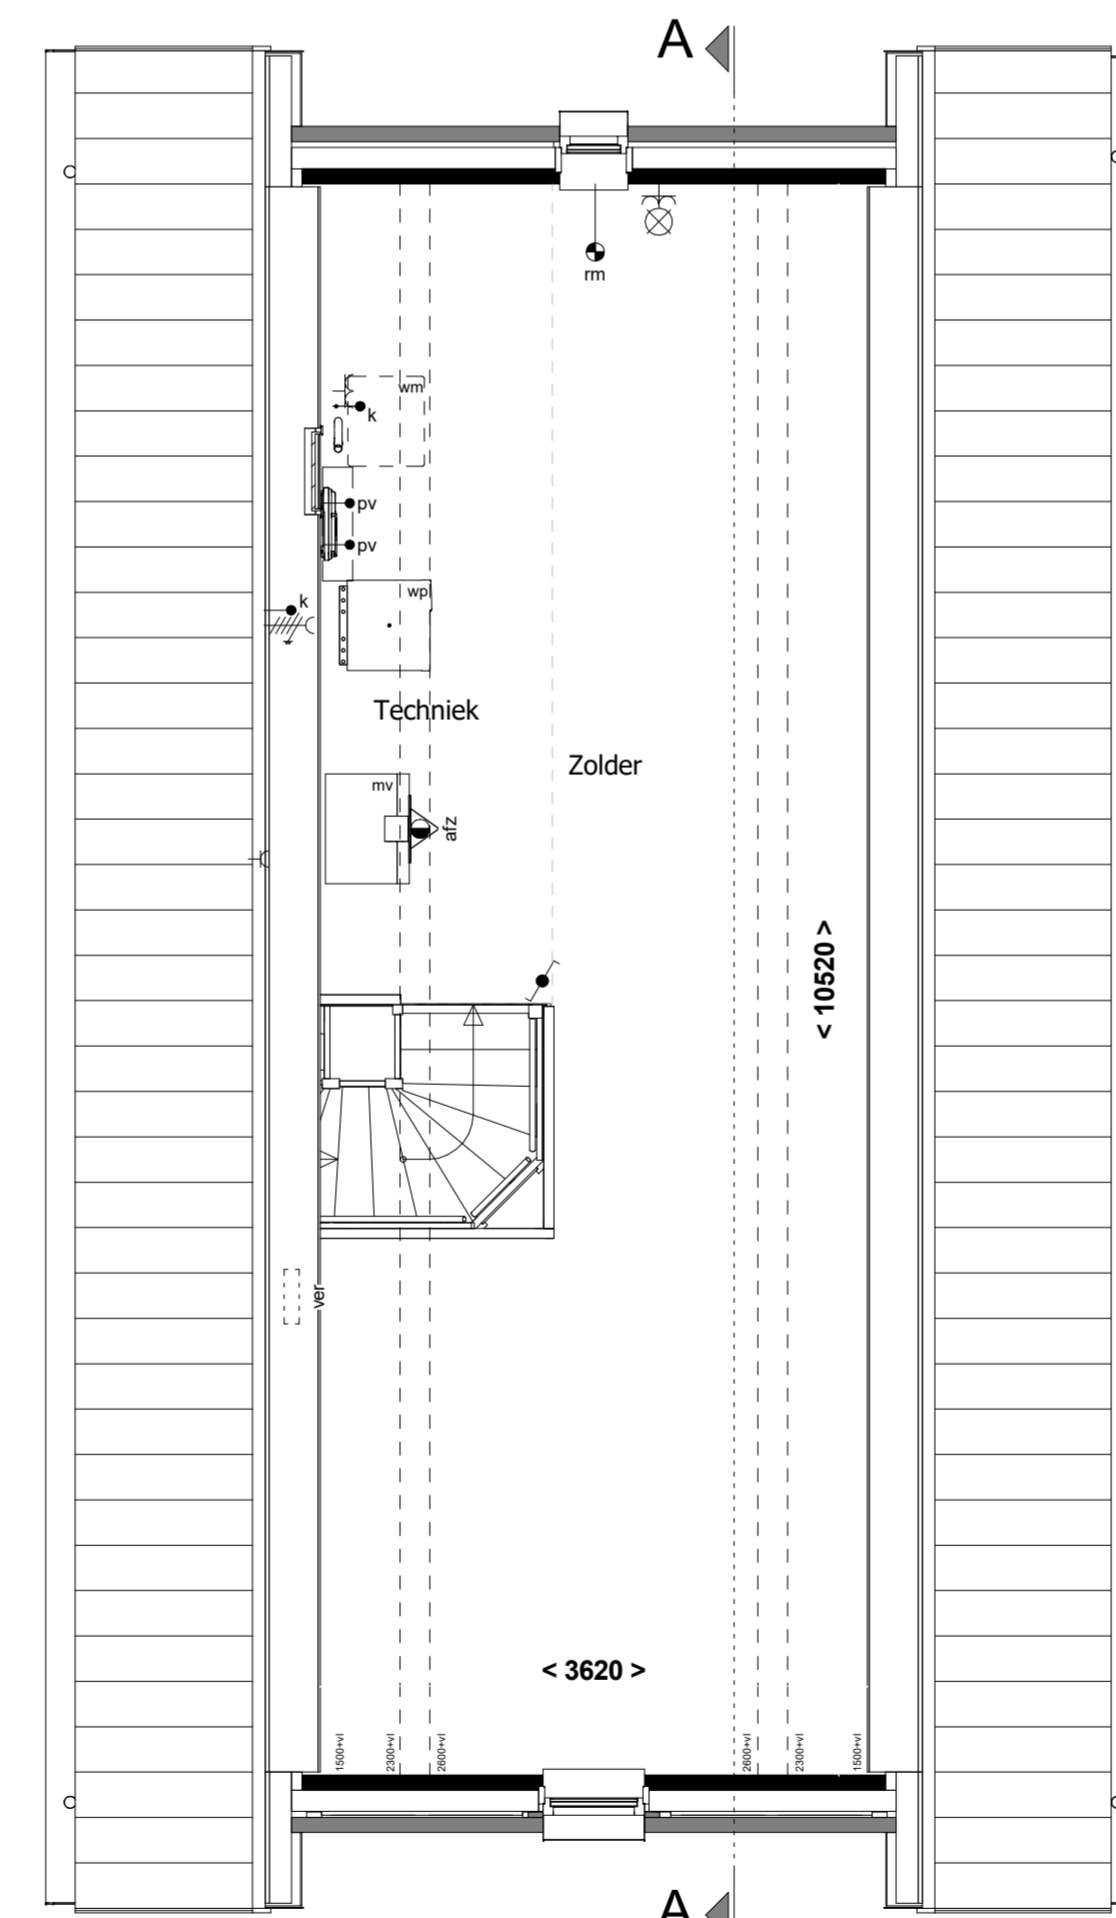 A
rm
wm
k
pv
pv
k
wp
Techniek
Zolder
mv
afz
< 10520 >
ver
< 3620 >
1500+vl
2300+vl
2600+vl
2600+vl
2300+vl
1500+vl
A